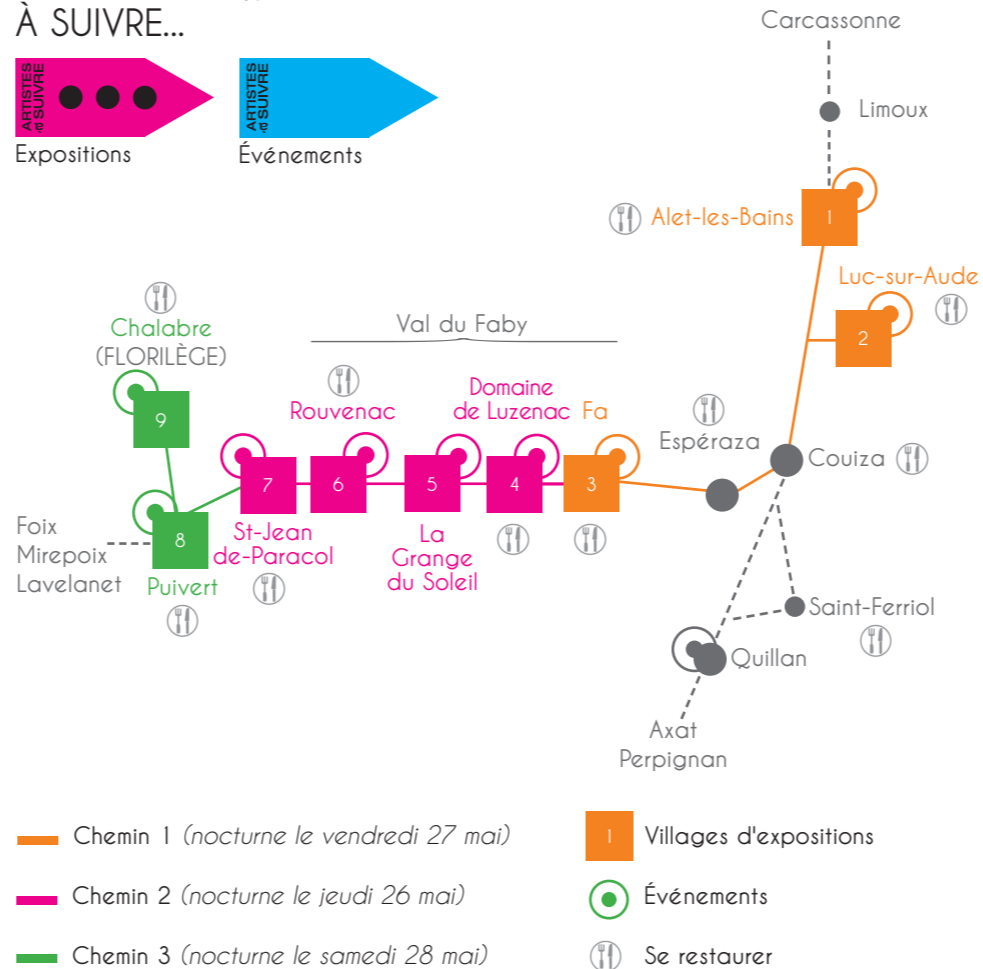 À SUIVRE...
ARTISTES
À SUIVRE
Expositions
ARTISTES
À SUIVRE
Événements
Carcassonne
Limoux
Alet-les-Bains
1
Luc-sur-Aude
2
Chalabre
(FLORILÈGE)
9
Val du Faby
Rouvenac
Domaine
de Luzenac
Fa
Espéraza
Couiza
7
6
5
4
3
Foix
Mirepoix
Lavelanet
8
Puivert
St-Jean
de-Paracol
La
Grange
du Soleil
Saint-Ferriol
Quillan
Axat
Perpignan
Chemin 1 (nocturne le vendredi 27 mai)
Chemin 2 (nocturne le jeudi 26 mai)
Chemin 3 (nocturne le samedi 28 mai)
1
Villages d'expositions
Événements
Se restaurer